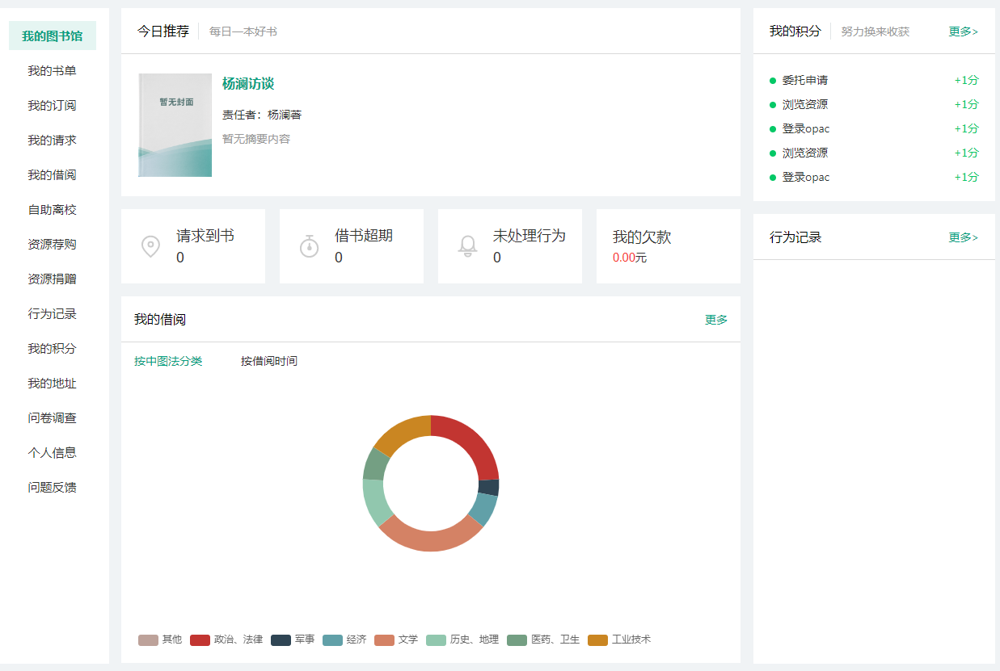 我的图书馆
我的书单
我的订阅
我的请求
我的借阅
自助离校
资源荐购
资源捐赠
行为记录
我的积分
我的地址
问卷调查
个人信息
问题反馈
今日推荐 每日一本好书
暂无封面
杨澜访谈
责任者：杨澜著
暂无摘要内容
请求到书
0
借书超期
0
未处理行为
0
我的欠款
0.00元
我的借阅 更多
按中图法分类 按借阅时间
其他 政治、法律 军事 经济 文学 历史、地理 医药、卫生 工业技术
我的积分 努力换来收获 更多>
委托申请 +1分
浏览资源 +1分
登录opac +1分
浏览资源 +1分
登录opac +1分
行为记录 更多>